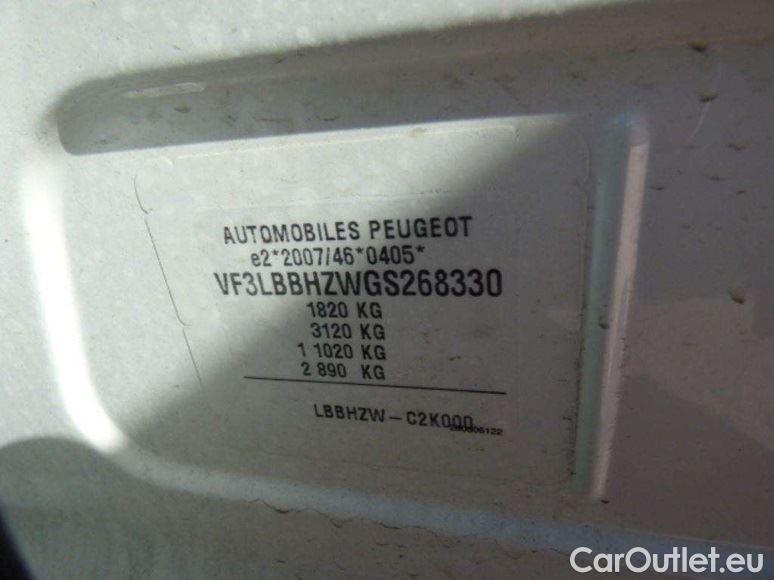 AUTOMOBILES PEUGEOT
e2*2007/46*0405*
VF3LBBHZWGS268330
1820 KG
3120 KG
1 1020 KG
2 890 KG
LBBHZW-C2K000
CarOutlet.eu